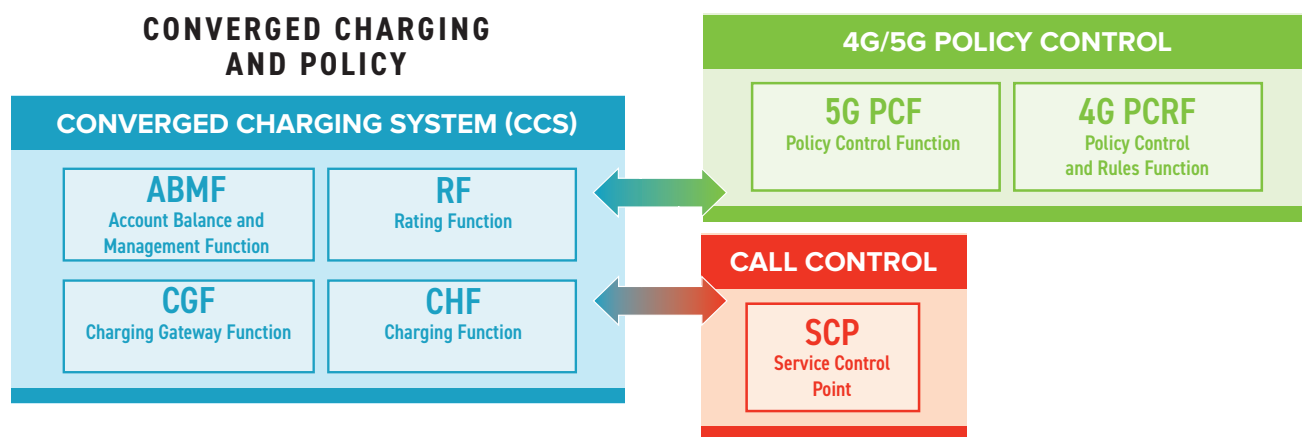 CONVERGED CHARGING
AND POLICY
CONVERGED CHARGING SYSTEM (CCS)
ABMF
Account Balance and
Management Function
RF
Rating Function
CGF
Charging Gateway Function
CHF
Charging Function
4G/5G POLICY CONTROL
5G PCF
Policy Control Function
4G PCRF
Policy Control
and Rules Function
CALL CONTROL
SCP
Service Control
Point